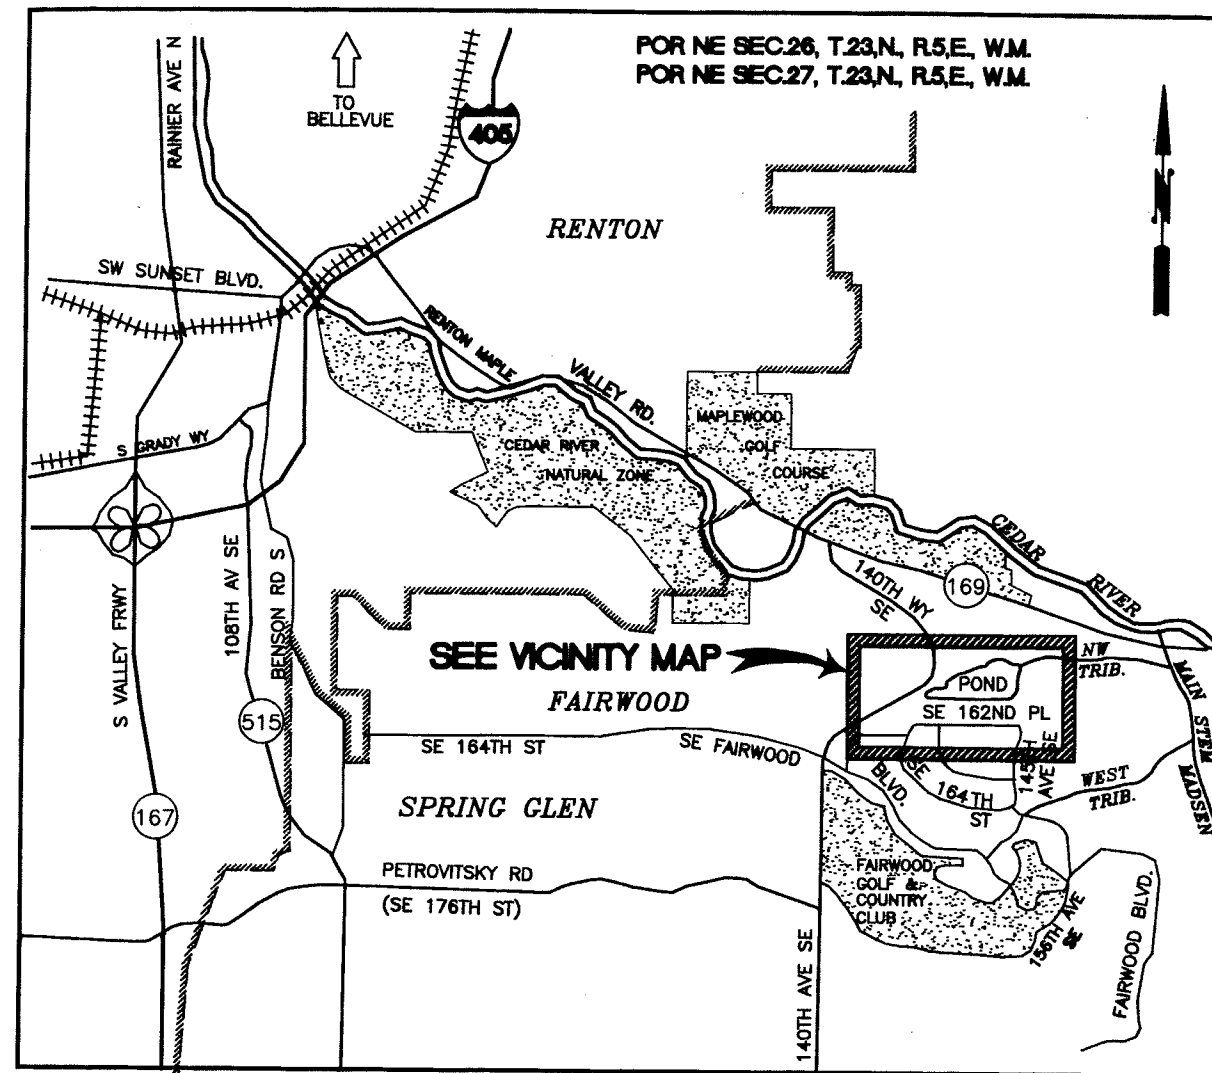 POR NE SEC.26, T.23,N., R.5,E., W.M.
POR NE SEC.27, T.23,N., R.5,E., W.M.
RAINIER AVE N
TO
BELLEVUE
405
N
RENTON
SW SUNSET BLVD.
RENTON MAPLE
VALLEY RD.
MAPLEWOOD
GOLF
COURSE
S GRADY WY
CEDAR RIVER
NATURAL ZONE
CEDAR
RIVER
140TH WY
SE
169
S VALLEY FRWY
108TH AV SE
BENSON RD S
SEE VICINITY MAP
FAIRWOOD
POND
NW
TRIB.
SE 162ND PL
MAIN STEM
MADSEN
515
SE 164TH ST
SE FAIRWOOD
BLVD.
SE 164TH
ST
145TH
AVE SE
WEST
TRIB.
167
SPRING GLEN
PETROVITSKY RD
(SE 176TH ST)
FAIRWOOD
GOLF &
COUNTRY
CLUB
156TH AVE
SE
FAIRWOOD BLVD.
140TH AVE SE